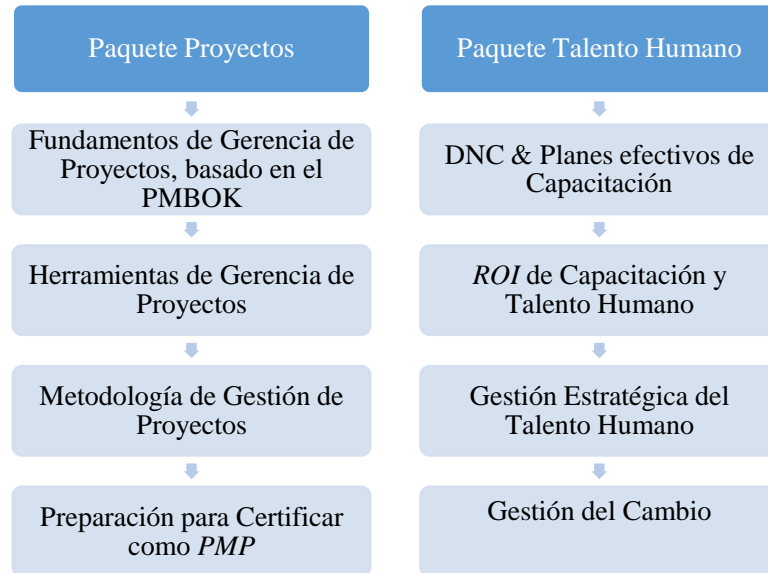 Paquete Proyectos
Fundamentos de Gerencia de
Proyectos, basado en el
PMBOK
Herramientas de Gerencia de
Proyectos
Metodología de Gestión de
Proyectos
Preparación para Certificar
como PMP
Paquete Talento Humano
DNC & Planes efectivos de
Capacitación
ROI de Capacitación y
Talento Humano
Gestión Estratégica del
Talento Humano
Gestión del Cambio